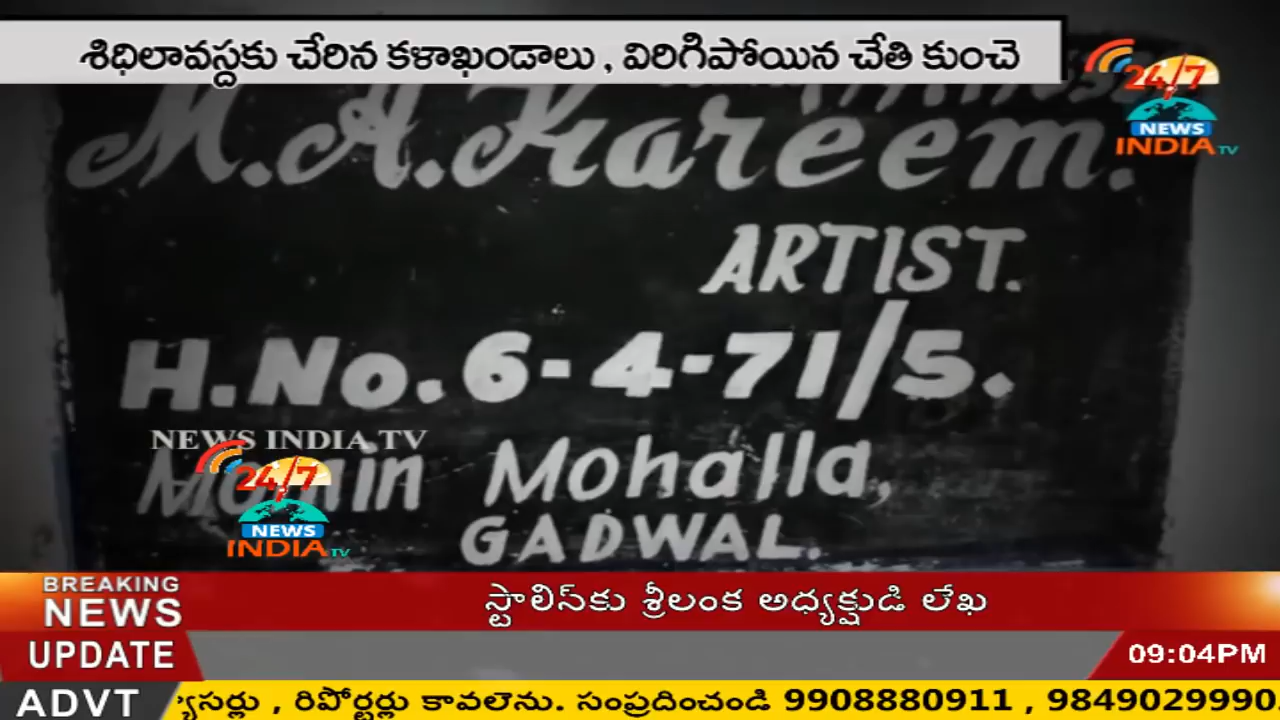 శిధిలావస్దకు చేరిన కళాఖండాలు , విరిగిపోయిన చేతి కుంచె
24/7
NEWS
INDIA TV
M.A.Kareem.
ARTIST.
H.No. 6-4-71/5.
NEWS INDIA TV
Momin Mohalla,
24/7
NEWS
INDIA TV
GADWAL.
BREAKING
NEWS
స్టాలిన్‌కు శ్రీలంక అధ్యక్షుడి లేఖ
UPDATE
09:04PM
ADVT
, రిపోర్టర్లు కావలెను. సంప్రదించండి 9908880911 , 9849029990